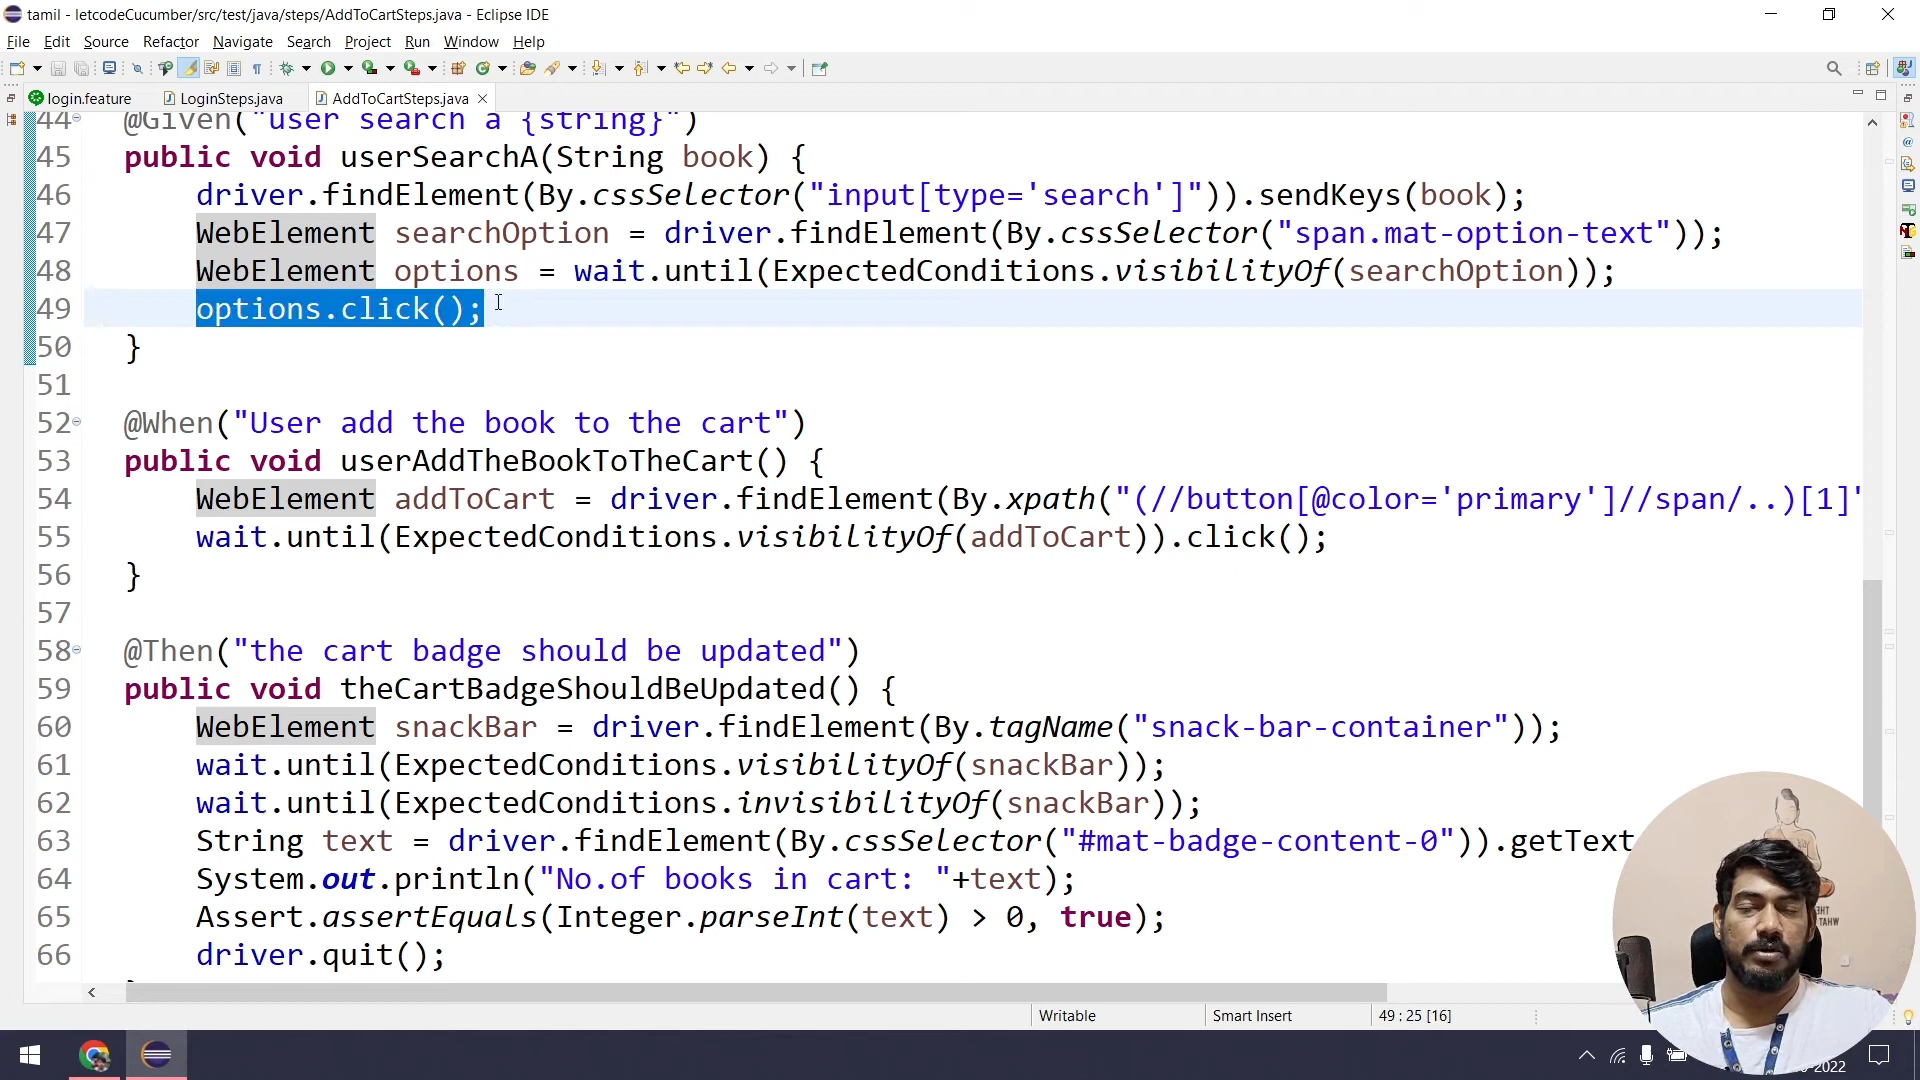 tamil - letcodeCucumber/src/test/java/steps/AddToCartSteps.java - Eclipse IDE
File Edit Source Refactor Navigate Search Project Run Window Help
login.feature LoginSteps.java AddToCartSteps.java
44 @Given("user search a {string}")
45 public void userSearchA(String book) {
46 driver.findElement(By.cssSelector("input[type='search']")).sendKeys(book);
47 WebElement searchOption = driver.findElement(By.cssSelector("span.mat-option-text"));
48 WebElement options = wait.until(ExpectedConditions.visibilityOf(searchOption));
49 options.click();
50 }
51
52 @When("User add the book to the cart")
53 public void userAddTheBookToTheCart() {
54 WebElement addToCart = driver.findElement(By.xpath("(//button[@color='primary']//span/..)[1]"
55 wait.until(ExpectedConditions.visibilityOf(addToCart)).click();
56 }
57
58 @Then("the cart badge should be updated")
59 public void theCartBadgeShouldBeUpdated() {
60 WebElement snackBar = driver.findElement(By.tagName("snack-bar-container"));
61 wait.until(ExpectedConditions.visibilityOf(snackBar));
62 wait.until(ExpectedConditions.invisibilityOf(snackBar));
63 String text = driver.findElement(By.cssSelector("#mat-badge-content-0")).getText
64 System.out.println("No.of books in cart: "+text);
65 Assert.assertEquals(Integer.parseInt(text) > 0, true);
66 driver.quit();
Writable Smart Insert 49 : 25 [16]